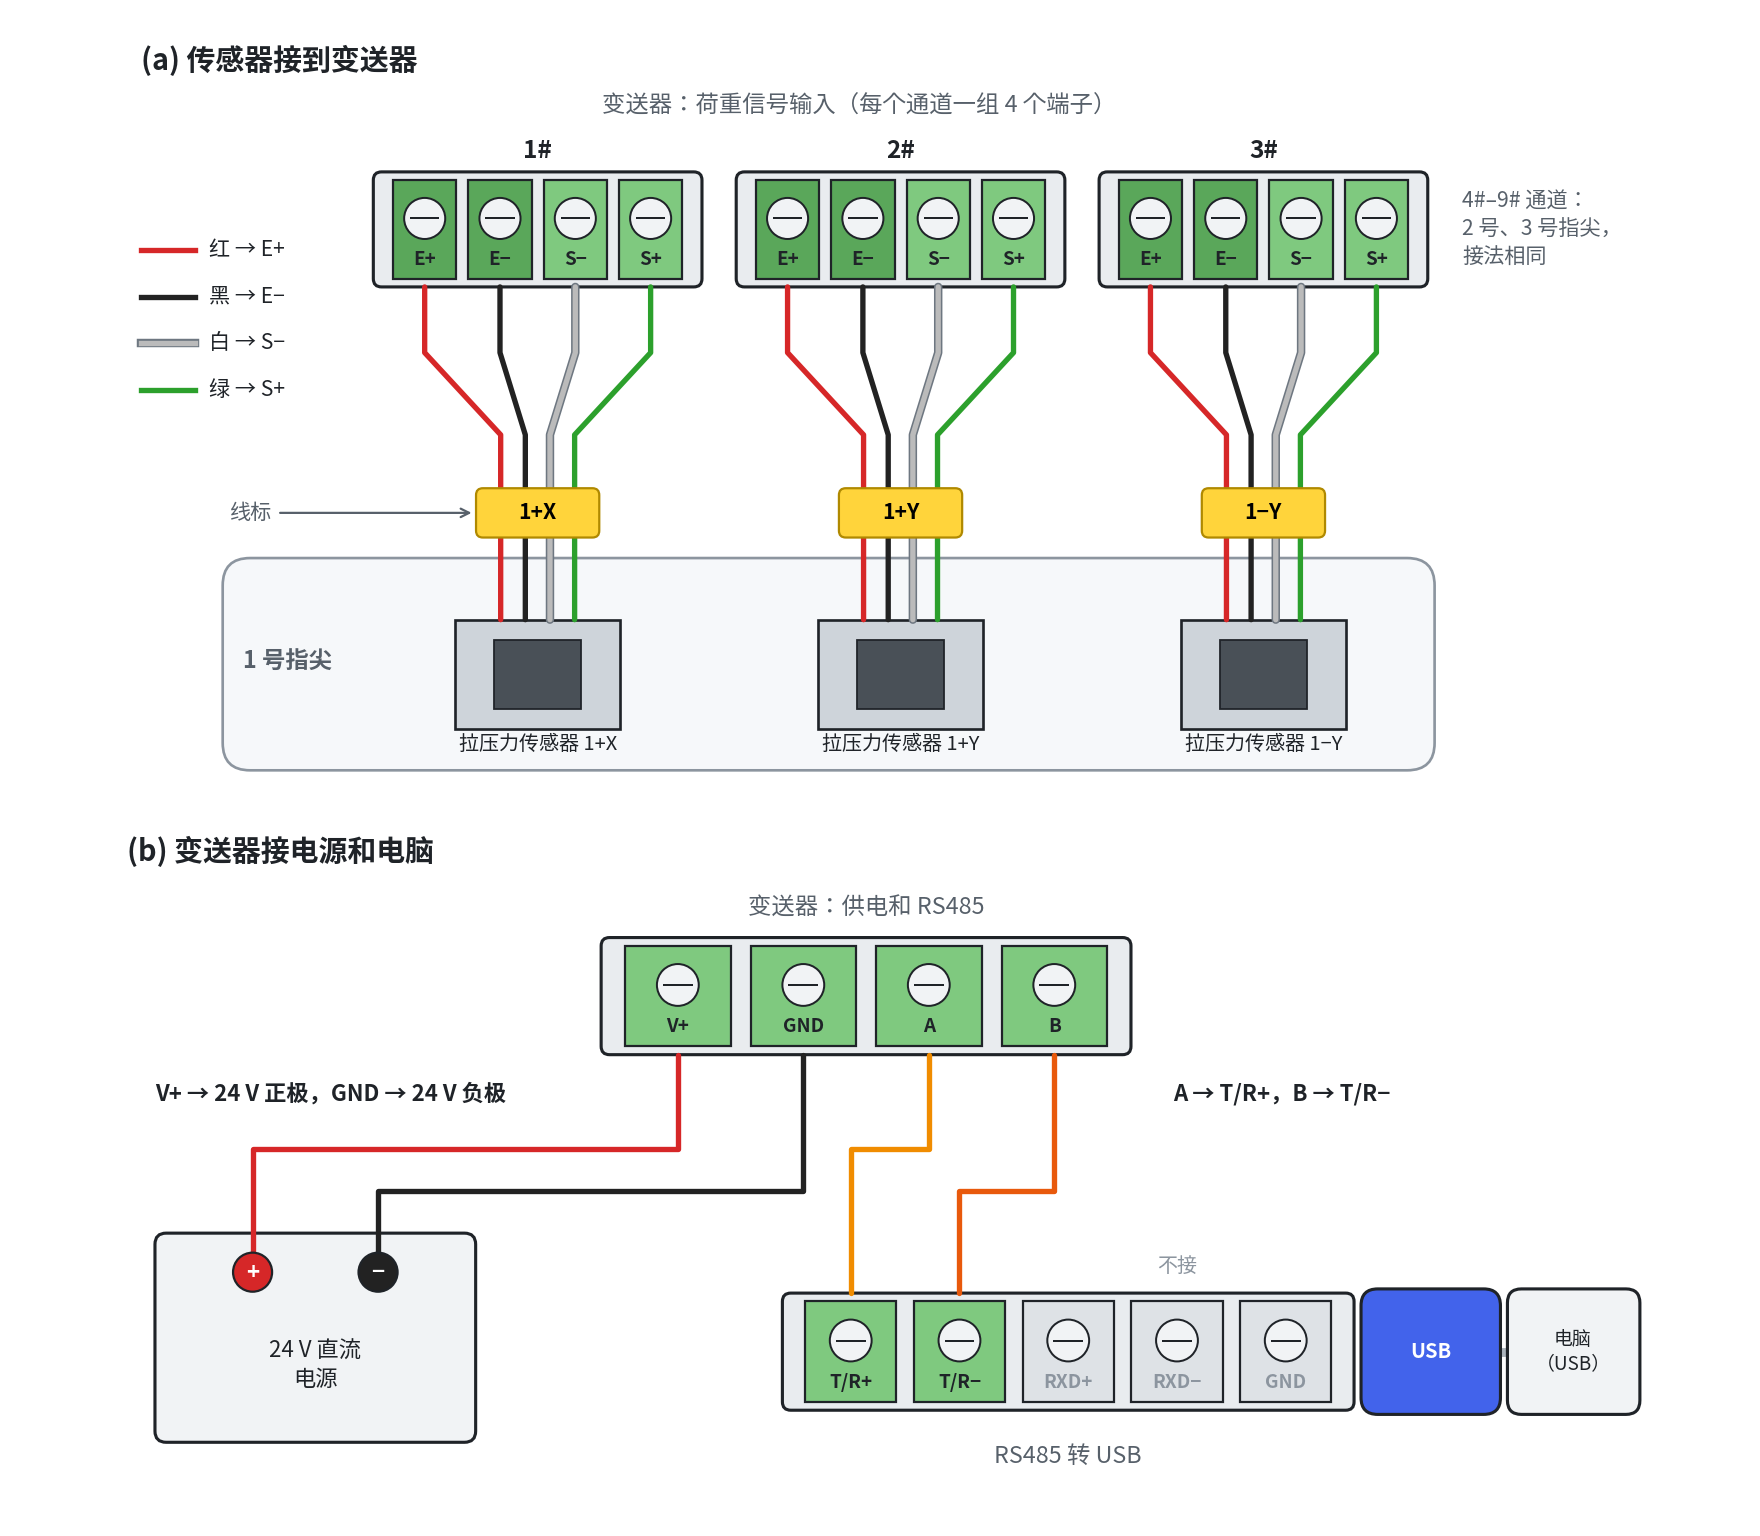 (a) 传感器接到变送器
变送器：荷重信号输入（每个通道一组 4 个端子）
1#
2#
3#
E+ E− S− S+
E+ E− S− S+
E+ E− S− S+
4#–9# 通道：
2 号、3 号指尖，
接法相同
红 → E+
黑 → E−
白 → S−
绿 → S+
线标
1+X
1+Y
1−Y
1 号指尖
拉压力传感器 1+X
拉压力传感器 1+Y
拉压力传感器 1−Y
(b) 变送器接电源和电脑
变送器：供电和 RS485
V+ GND A B
V+ → 24 V 正极，GND → 24 V 负极
A → T/R+，B → T/R−
+
−
24 V 直流
电源
不接
T/R+ T/R− RXD+ RXD− GND
USB
电脑
（USB）
RS485 转 USB